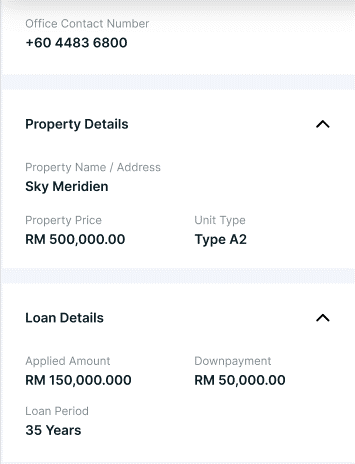 Office Contact Number
+60 4483 6800
Property Details
Property Name / Address
Sky Meridien
Property Price
Unit Type
RM 500,000.00
Type A2
Loan Details
Applied Amount
Downpayment
RM 150,000.000
RM 50,000.00
Loan Period
35 Years